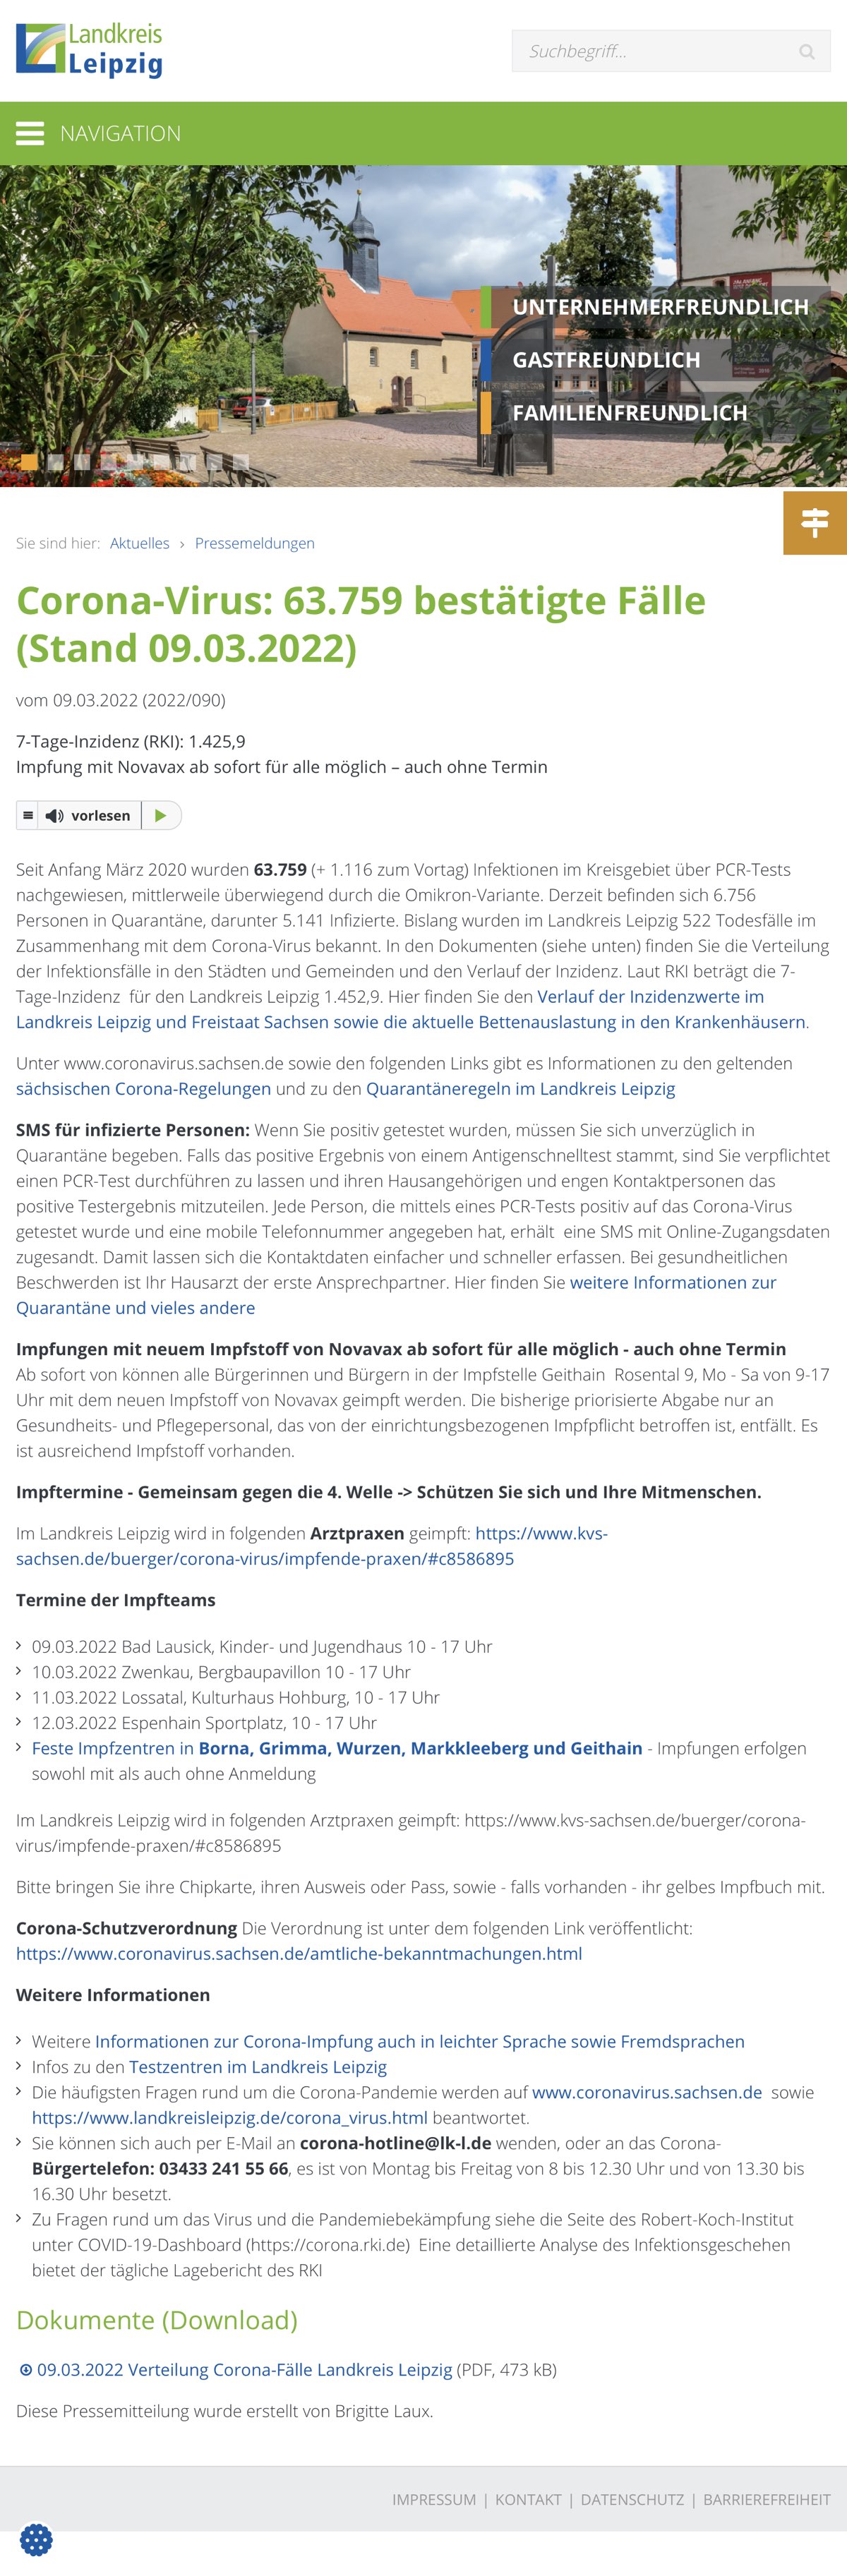 Landkreis
Leipzig
Suchbegriff...
NAVIGATION
UNTERNEHMERFREUNDLICH
GASTFREUNDLICH
FAMILIENFREUNDLICH
Sie sind hier: Aktuelles › Pressemeldungen
Corona-Virus: 63.759 bestätigte Fälle
(Stand 09.03.2022)
vom 09.03.2022 (2022/090)
7-Tage-Inzidenz (RKI): 1.425,9
Impfung mit Novavax ab sofort für alle möglich – auch ohne Termin
vorlesen
Seit Anfang März 2020 wurden 63.759 (+ 1.116 zum Vortag) Infektionen im Kreisgebiet über PCR-Tests
nachgewiesen, mittlerweile überwiegend durch die Omikron-Variante. Derzeit befinden sich 6.756
Personen in Quarantäne, darunter 5.141 Infizierte. Bislang wurden im Landkreis Leipzig 522 Todesfälle im
Zusammenhang mit dem Corona-Virus bekannt. In den Dokumenten (siehe unten) finden Sie die Verteilung
der Infektionsfälle in den Städten und Gemeinden und den Verlauf der Inzidenz. Laut RKI beträgt die 7-
Tage-Inzidenz  für den Landkreis Leipzig 1.452,9. Hier finden Sie den Verlauf der Inzidenzwerte im
Landkreis Leipzig und Freistaat Sachsen sowie die aktuelle Bettenauslastung in den Krankenhäusern.
Unter www.coronavirus.sachsen.de sowie den folgenden Links gibt es Informationen zu den geltenden
sächsischen Corona-Regelungen und zu den Quarantäneregeln im Landkreis Leipzig
SMS für infizierte Personen: Wenn Sie positiv getestet wurden, müssen Sie sich unverzüglich in
Quarantäne begeben. Falls das positive Ergebnis von einem Antigenschnelltest stammt, sind Sie verpflichtet
einen PCR-Test durchführen zu lassen und ihren Hausangehörigen und engen Kontaktpersonen das
positive Testergebnis mitzuteilen. Jede Person, die mittels eines PCR-Tests positiv auf das Corona-Virus
getestet wurde und eine mobile Telefonnummer angegeben hat, erhält  eine SMS mit Online-Zugangsdaten
zugesandt. Damit lassen sich die Kontaktdaten einfacher und schneller erfassen. Bei gesundheitlichen
Beschwerden ist Ihr Hausarzt der erste Ansprechpartner. Hier finden Sie weitere Informationen zur
Quarantäne und vieles andere
Impfungen mit neuem Impfstoff von Novavax ab sofort für alle möglich - auch ohne Termin
Ab sofort von können alle Bürgerinnen und Bürgern in der Impfstelle Geithain  Rosental 9, Mo - Sa von 9-17
Uhr mit dem neuen Impfstoff von Novavax geimpft werden. Die bisherige priorisierte Abgabe nur an
Gesundheits- und Pflegepersonal, das von der einrichtungsbezogenen Impfpflicht betroffen ist, entfällt. Es
ist ausreichend Impfstoff vorhanden.
Impftermine - Gemeinsam gegen die 4. Welle -> Schützen Sie sich und Ihre Mitmenschen.
Im Landkreis Leipzig wird in folgenden Arztpraxen geimpft: https://www.kvs-
sachsen.de/buerger/corona-virus/impfende-praxen/#c8586895
Termine der Impfteams
› 09.03.2022 Bad Lausick, Kinder- und Jugendhaus 10 - 17 Uhr
› 10.03.2022 Zwenkau, Bergbaupavillon 10 - 17 Uhr
› 11.03.2022 Lossatal, Kulturhaus Hohburg, 10 - 17 Uhr
› 12.03.2022 Espenhain Sportplatz, 10 - 17 Uhr
› Feste Impfzentren in Borna, Grimma, Wurzen, Markkleeberg und Geithain - Impfungen erfolgen
sowohl mit als auch ohne Anmeldung
Im Landkreis Leipzig wird in folgenden Arztpraxen geimpft: https://www.kvs-sachsen.de/buerger/corona-
virus/impfende-praxen/#c8586895
Bitte bringen Sie ihre Chipkarte, ihren Ausweis oder Pass, sowie - falls vorhanden - ihr gelbes Impfbuch mit.
Corona-Schutzverordnung Die Verordnung ist unter dem folgenden Link veröffentlicht:
https://www.coronavirus.sachsen.de/amtliche-bekanntmachungen.html
Weitere Informationen
› Weitere Informationen zur Corona-Impfung auch in leichter Sprache sowie Fremdsprachen
› Infos zu den Testzentren im Landkreis Leipzig
› Die häufigsten Fragen rund um die Corona-Pandemie werden auf www.coronavirus.sachsen.de  sowie
https://www.landkreisleipzig.de/corona_virus.html beantwortet.
› Sie können sich auch per E-Mail an corona-hotline@lk-l.de wenden, oder an das Corona-
Bürgertelefon: 03433 241 55 66, es ist von Montag bis Freitag von 8 bis 12.30 Uhr und von 13.30 bis
16.30 Uhr besetzt.
› Zu Fragen rund um das Virus und die Pandemiebekämpfung siehe die Seite des Robert-Koch-Institut
unter COVID-19-Dashboard (https://corona.rki.de)  Eine detaillierte Analyse des Infektionsgeschehen
bietet der tägliche Lagebericht des RKI
Dokumente (Download)
09.03.2022 Verteilung Corona-Fälle Landkreis Leipzig (PDF, 473 kB)
Diese Pressemitteilung wurde erstellt von Brigitte Laux.
IMPRESSUM | KONTAKT | DATENSCHUTZ | BARRIEREFREIHEIT